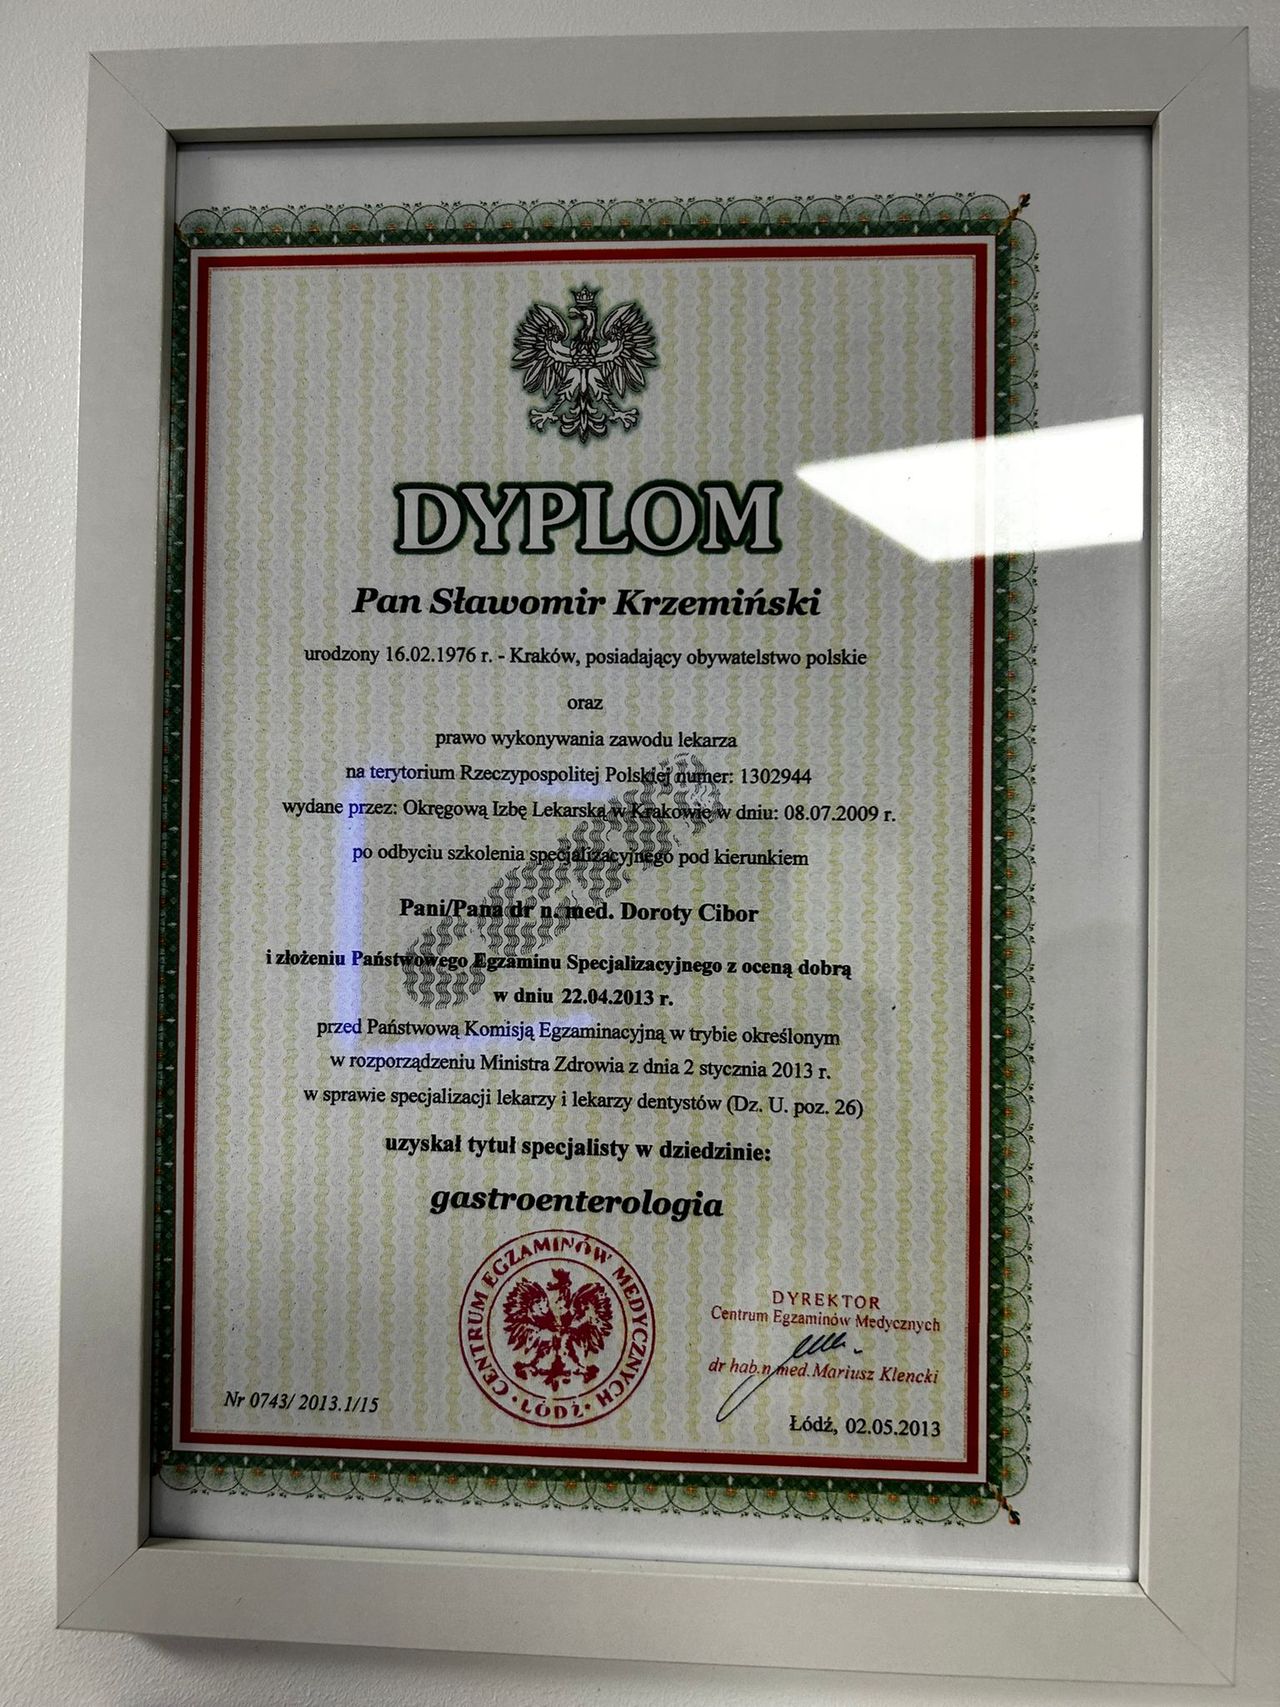 DYPLOM
Pan Sławomir Krzemiński
urodzony 16.02.1976 r. - Kraków, posiadający obywatelstwo polskie
oraz
prawo wykonywania zawodu lekarza
na terytorium Rzeczypospolitej Polskiej numer: 1302944
wydane przez: Okręgową Izbę Lekarską w Krakowie w dniu: 08.07.2009 r.
po odbyciu szkolenia specjalizacyjnego pod kierunkiem
Pani/Pana dr n. med. Doroty Cibor
i złożeniu Państwowego Egzaminu Specjalizacyjnego z oceną dobrą
w dniu 22.04.2013 r.
przed Państwową Komisją Egzaminacyjną w trybie określonym
w rozporządzeniu Ministra Zdrowia z dnia 2 stycznia 2013 r.
w sprawie specjalizacji lekarzy i lekarzy dentystów (Dz. U. poz. 26)
uzyskał tytuł specjalisty w dziedzinie:
gastroenterologia
CENTRUM EGZAMINÓW MEDYCZNYCH
ŁÓDŹ
DYREKTOR
Centrum Egzaminów Medycznych
dr hab.n.med.Mariusz Klencki
Nr 0743/ 2013.1/15
Łódź, 02.05.2013